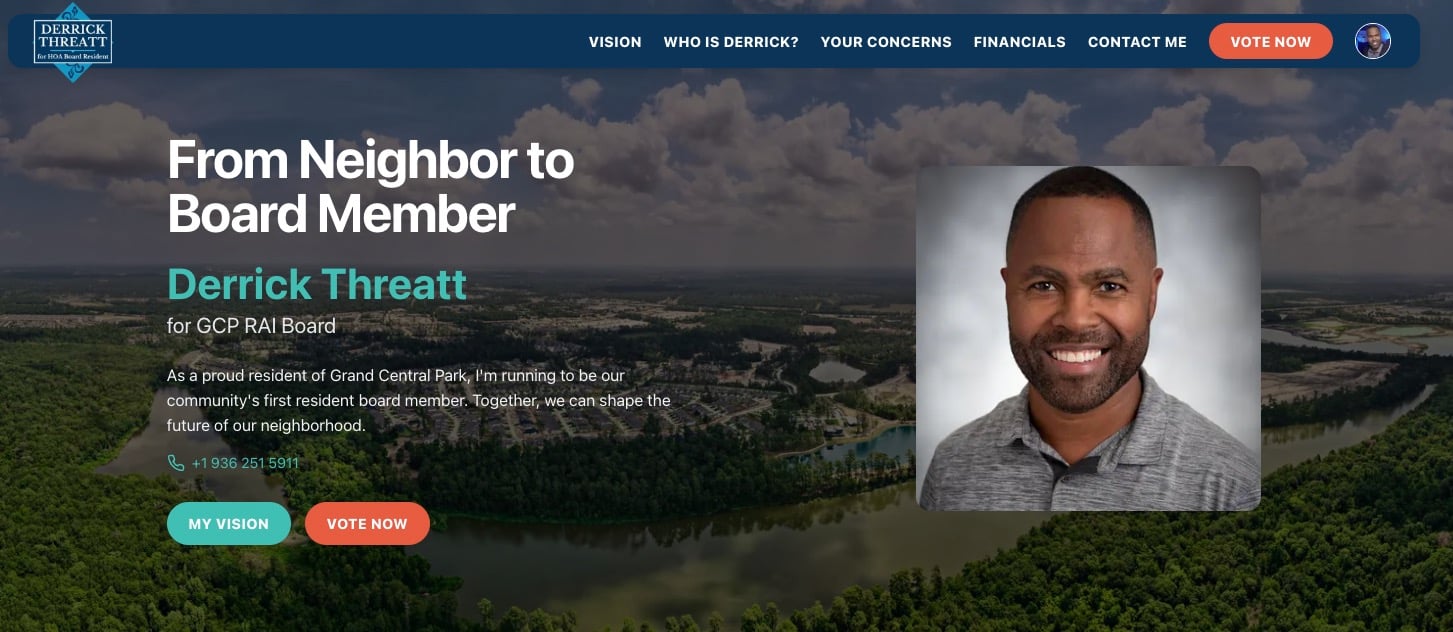 DERRICK
THREATT
for HOA Board Resident
VISION
WHO IS DERRICK?
YOUR CONCERNS
FINANCIALS
CONTACT ME
VOTE NOW
From Neighbor to
Board Member
Derrick Threatt
for GCP RAI Board
As a proud resident of Grand Central Park, I'm running to be our
community's first resident board member. Together, we can shape the
future of our neighborhood.
+1 936 251 5911
MY VISION
VOTE NOW